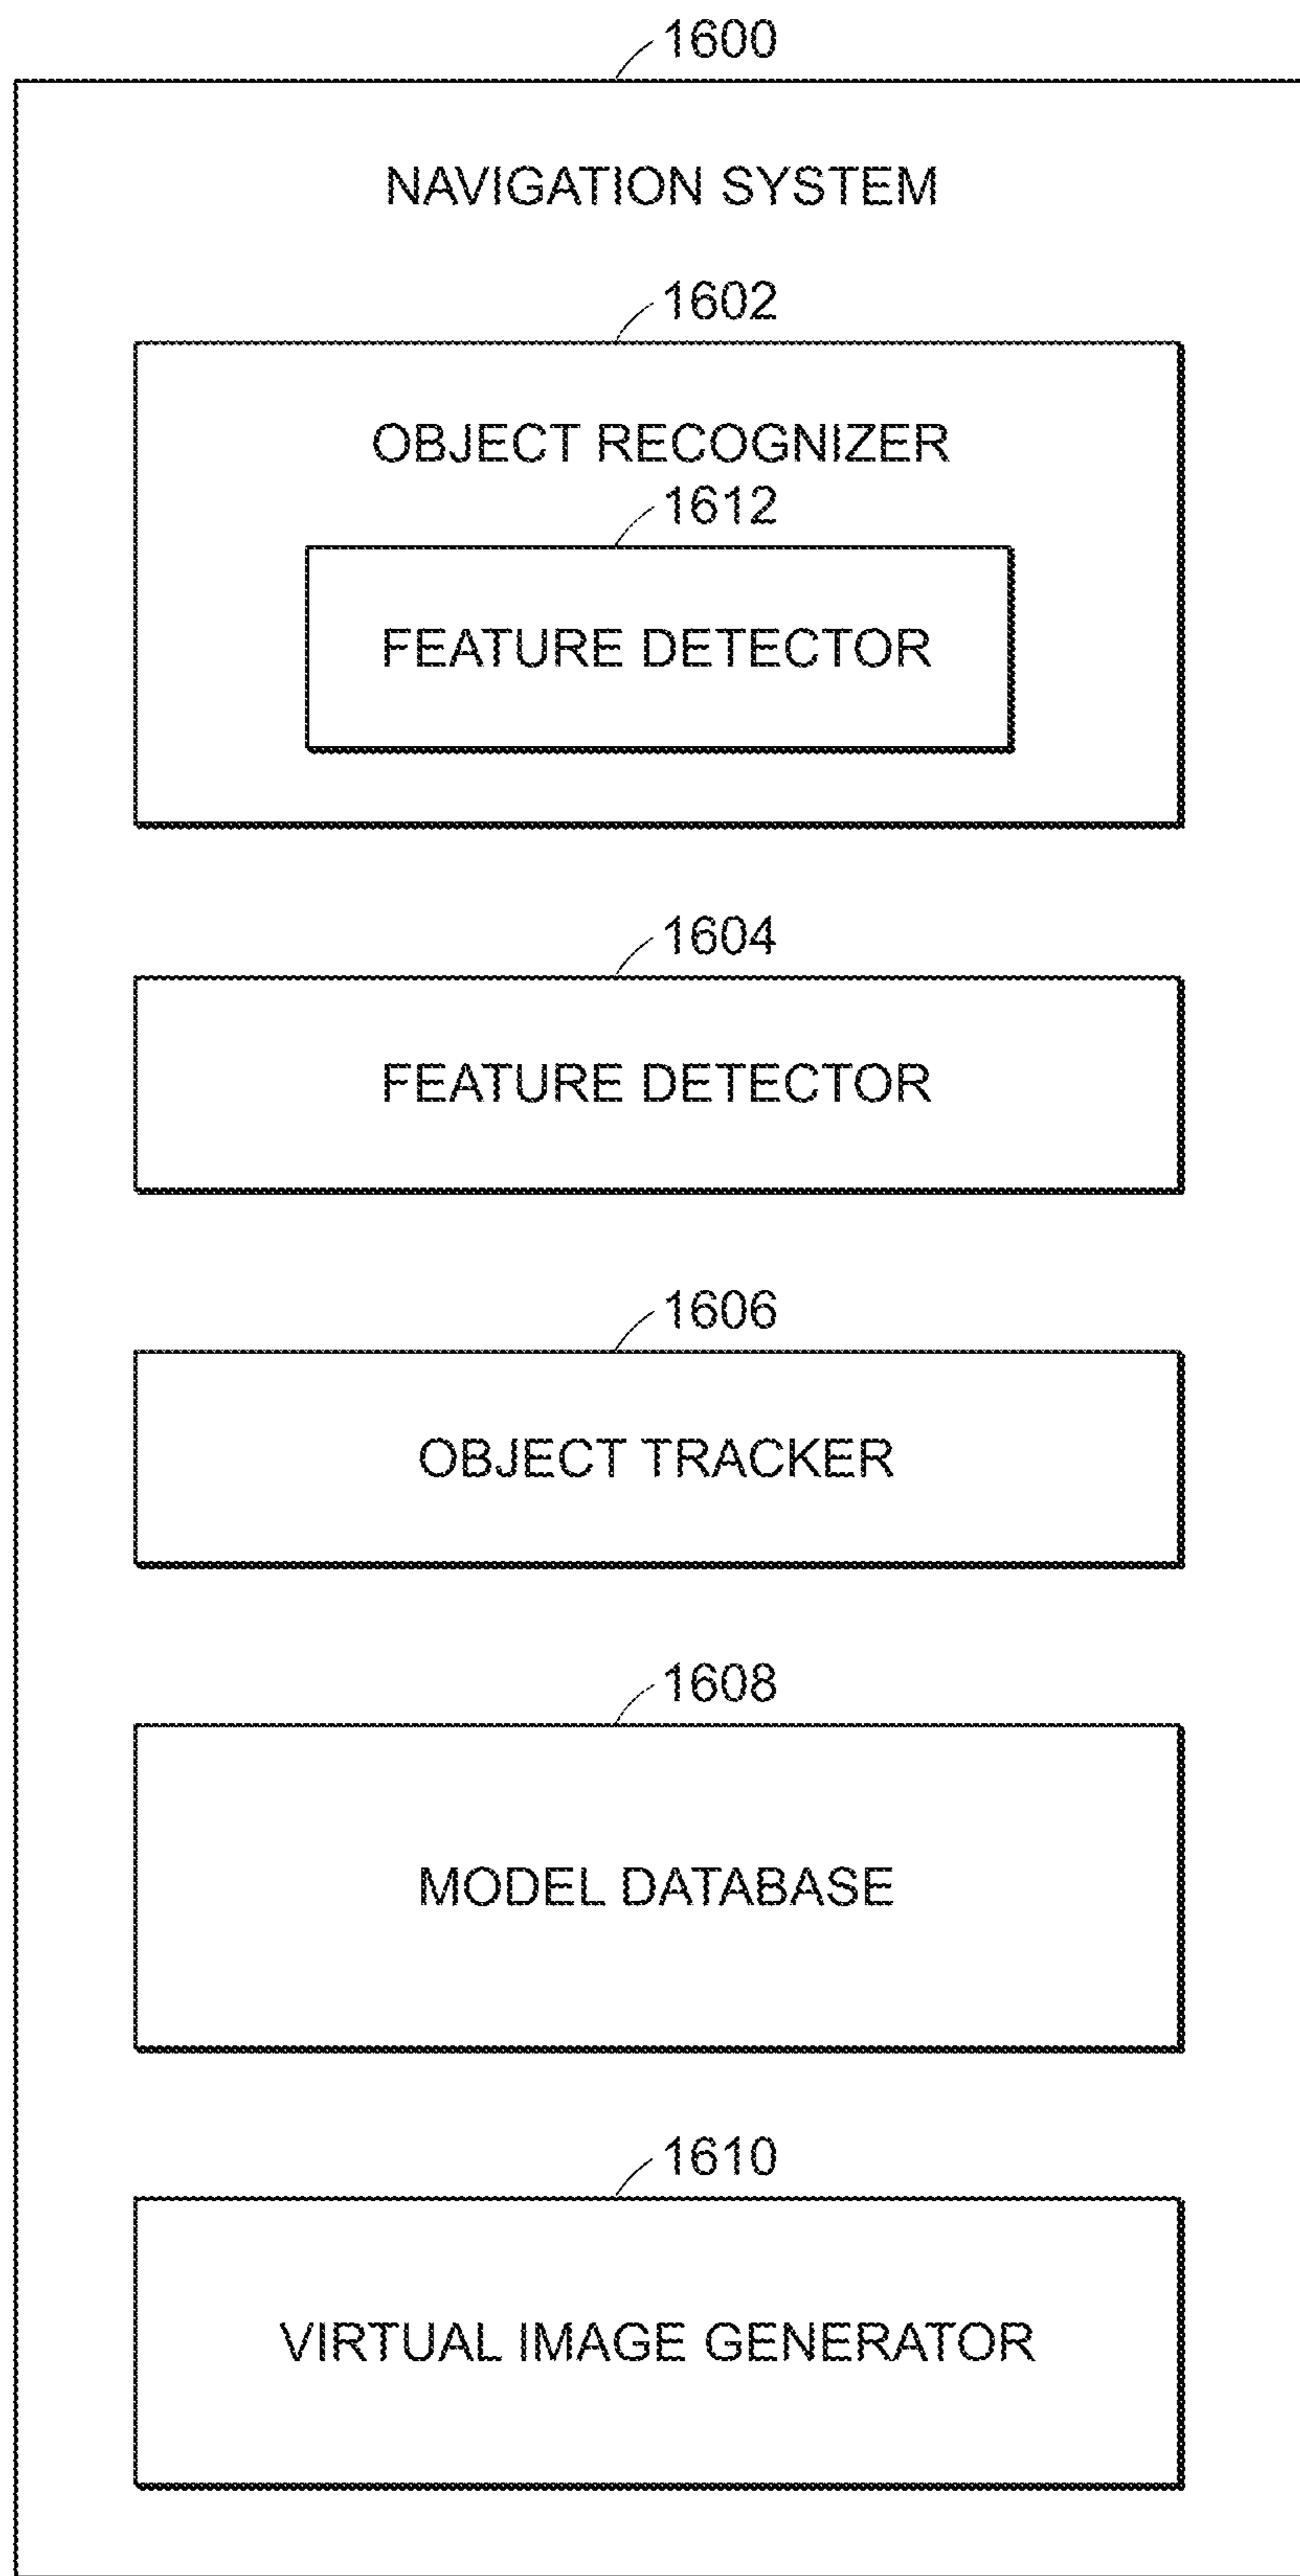 1600
NAVIGATION SYSTEM
1602
OBJECT RECOGNIZER
1612
FEATURE DETECTOR
1604
FEATURE DETECTOR
1606
OBJECT TRACKER
1608
MODEL DATABASE
1610
VIRTUAL IMAGE GENERATOR